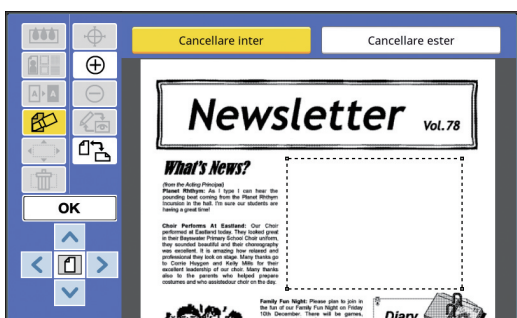 Cancellare inter
Cancellare ester
A A
OK
Newsletter Vol.78
What's News?
(from the Acting Principal)
Planet Rhthym: As I type I can hear the
pounding beat coming from the Planet Rhthym
Incursion in the hall. I'm sure our students are
having a great time!
Choir Performs At Eastland: Our Choir
performed at Eastland today. They looked great
in their Bayswater Primary School Choir uniform,
they sounded beautiful and their choreography
was excellent. It is amazing how relaxed and
professional they look on stage. Many thanks go
to Corrie Huygen and Kelly Mills for their
excellent leadership of our choir. Many thanks
also to the parents who helped prepare
costumes and who assistedour choir on the day.
Family Fun Night: Please plan to join in
the fun of our Family Fun Night on Friday
10th December. There will be games,
Diary